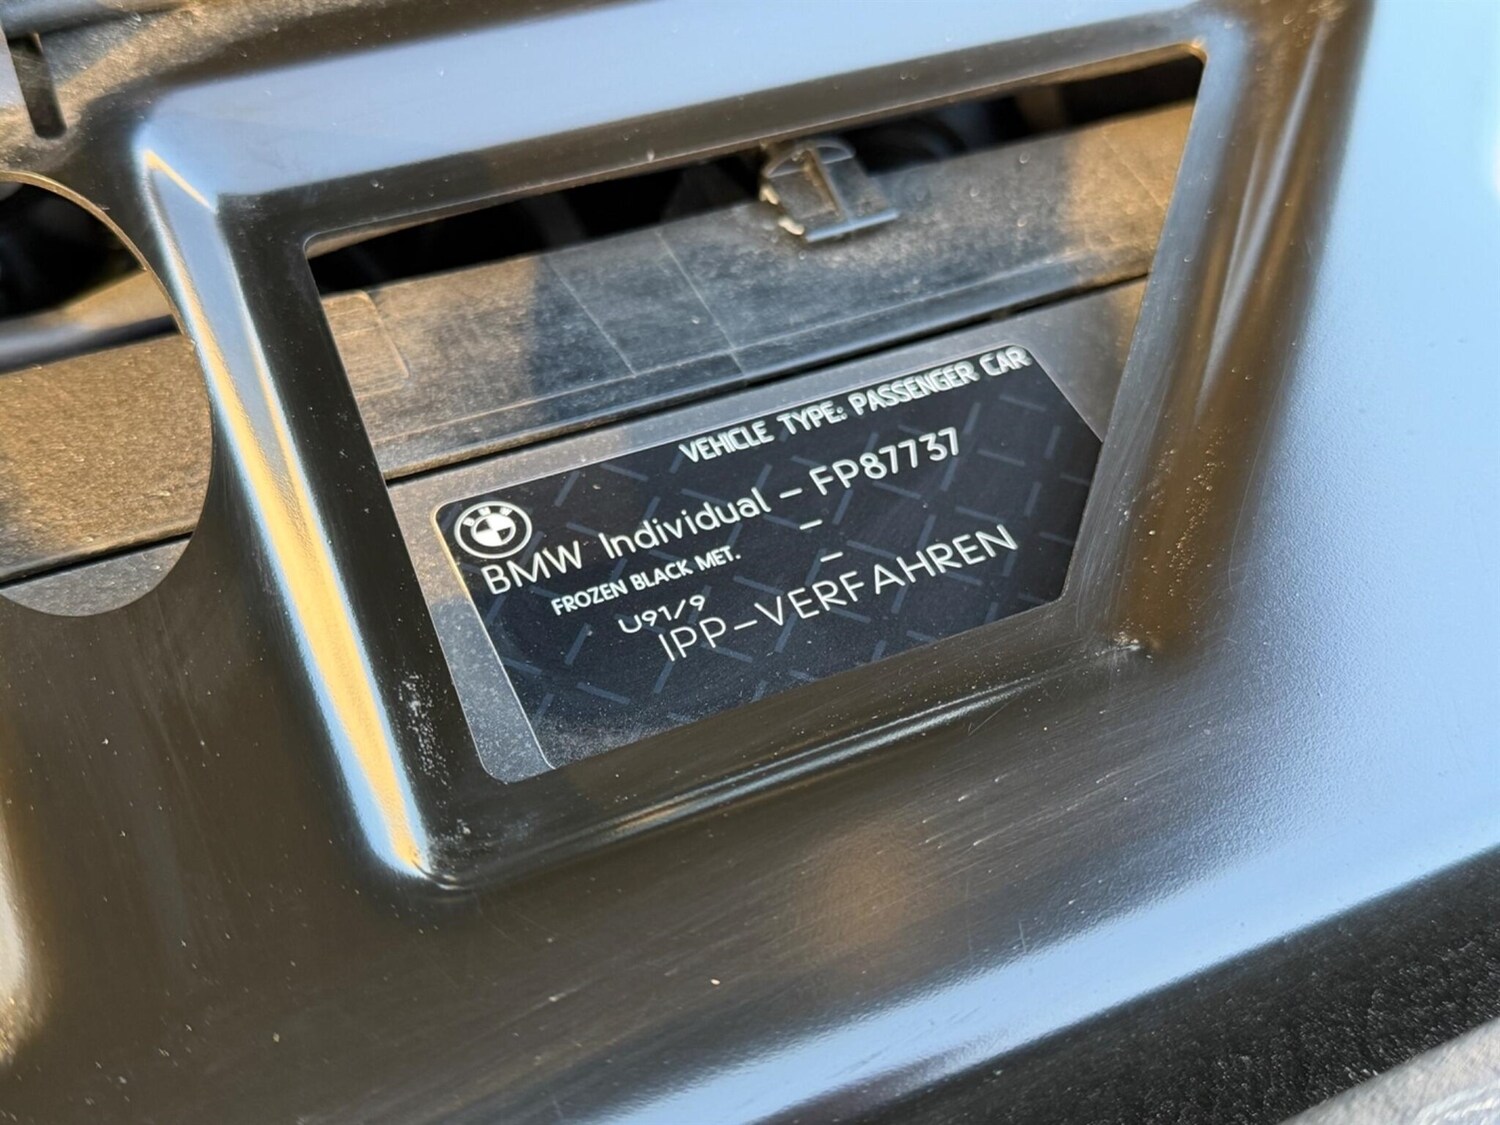 VEHICLE TYPE: PASSENGER CAR
BMW Individual – FP87737
FROZEN BLACK MET. –
U91/9 –
IPP-VERFAHREN